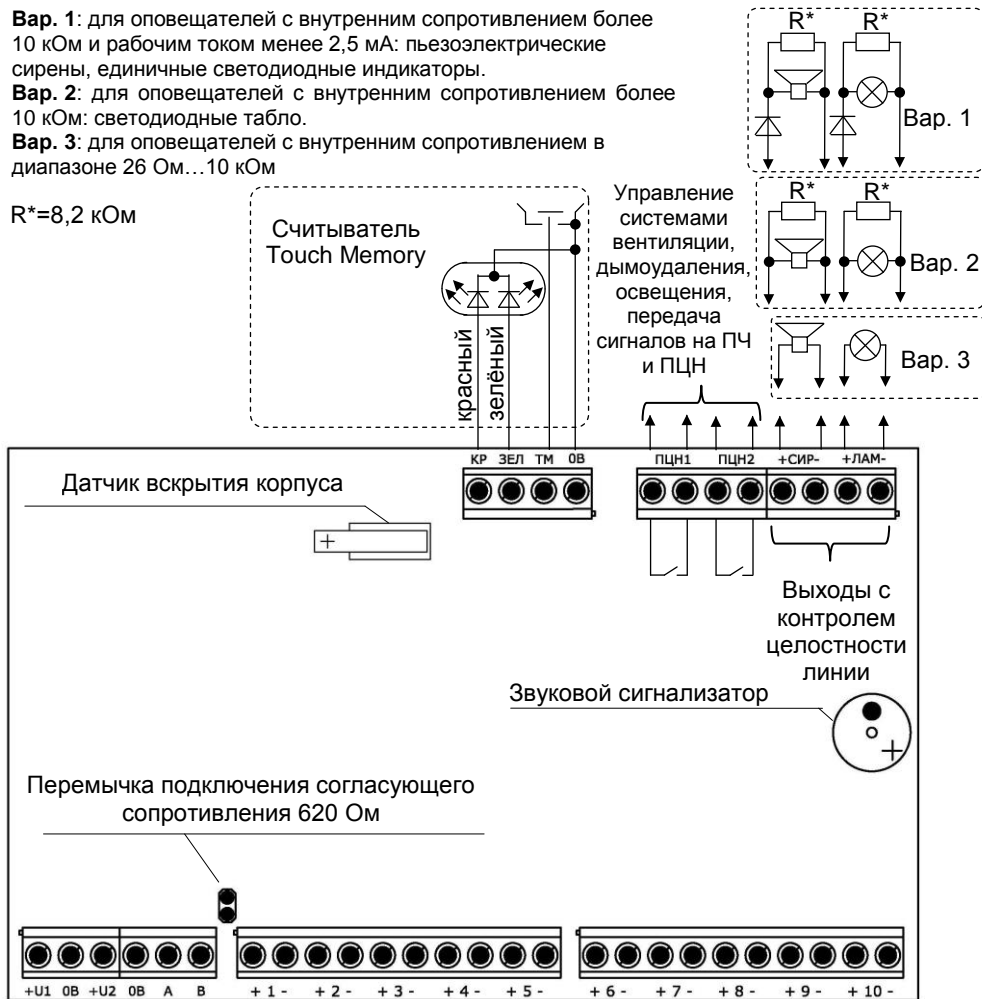 Вар. 1: для оповещателей с внутренним сопротивлением более
10 кОм и рабочим током менее 2,5 мА: пьезоэлектрические
сирены, единичные светодиодные индикаторы.
Вар. 2: для оповещателей с внутренним сопротивлением более
10 кОм: светодиодные табло.
Вар. 3: для оповещателей с внутренним сопротивлением в
диапазоне 26 Ом...10 кОм
R*=8,2 кОм
R* R*
Вар. 1
R* R*
Вар. 2
Вар. 3
Считыватель
Touch Memory
красный
зелёный
Управление
системами
вентиляции,
дымоудаления,
освещения,
передача
сигналов на ПЧ
и ПЦН
КР ЗЕЛ ТМ 0В
ПЦН1 ПЦН2 +СИР- +ЛАМ-
Датчик вскрытия корпуса
Выходы с
контролем
целостности
линии
Звуковой сигнализатор
Перемычка подключения согласующего
сопротивления 620 Ом
+U1 0В +U2 0В А В
+ 1 - + 2 - + 3 - + 4 - + 5 -
+ 6 - + 7 - + 8 - + 9 - + 10 -